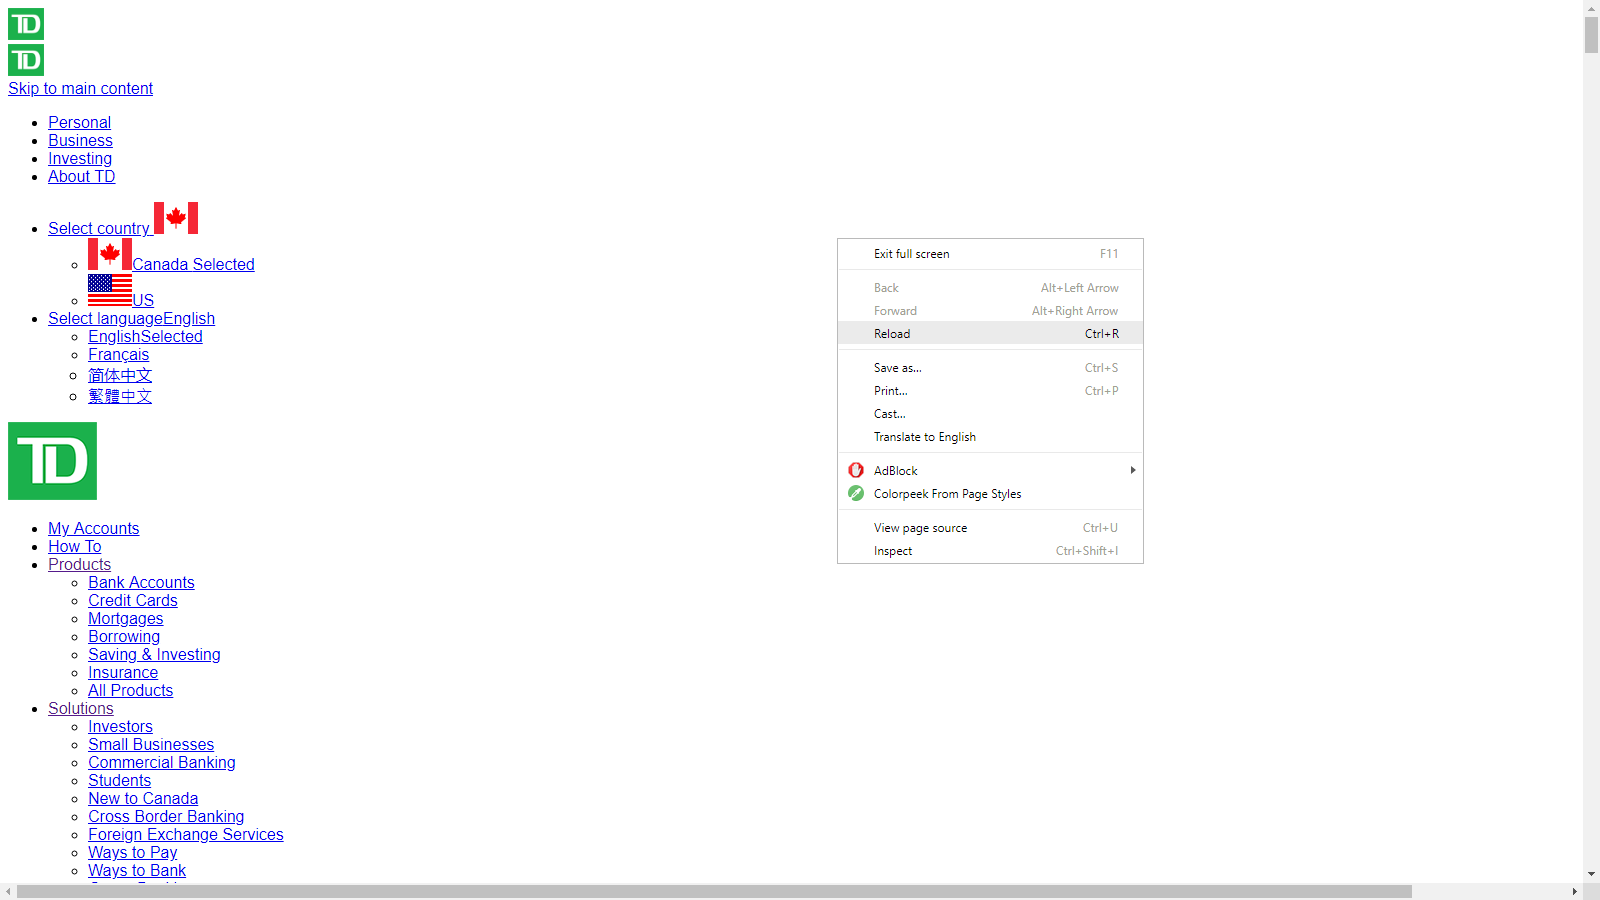 TD
TD
Skip to main content
Personal
Business
Investing
About TD
Select country
Canada Selected
US
Select languageEnglish
EnglishSelected
Français
简体中文
繁體中文
TD
My Accounts
How To
Products
Bank Accounts
Credit Cards
Mortgages
Borrowing
Saving & Investing
Insurance
All Products
Solutions
Investors
Small Businesses
Commercial Banking
Students
New to Canada
Cross Border Banking
Foreign Exchange Services
Ways to Pay
Ways to Bank
Exit full screen F11
Back Alt+Left Arrow
Forward Alt+Right Arrow
Reload Ctrl+R
Save as... Ctrl+S
Print... Ctrl+P
Cast...
Translate to English
AdBlock
Colorpeek From Page Styles
View page source Ctrl+U
Inspect Ctrl+Shift+I